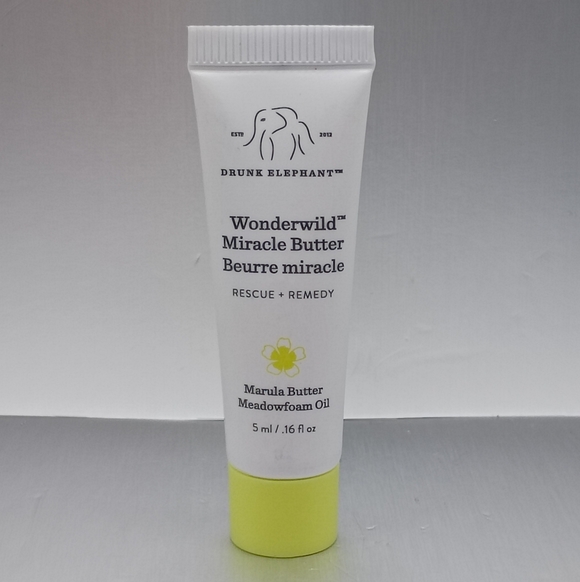 ESTD 2012
DRUNK ELEPHANT™
Wonderwild™
Miracle Butter
Beurre miracle
RESCUE + REMEDY
Marula Butter
Meadowfoam Oil
5 ml / .16 fl oz